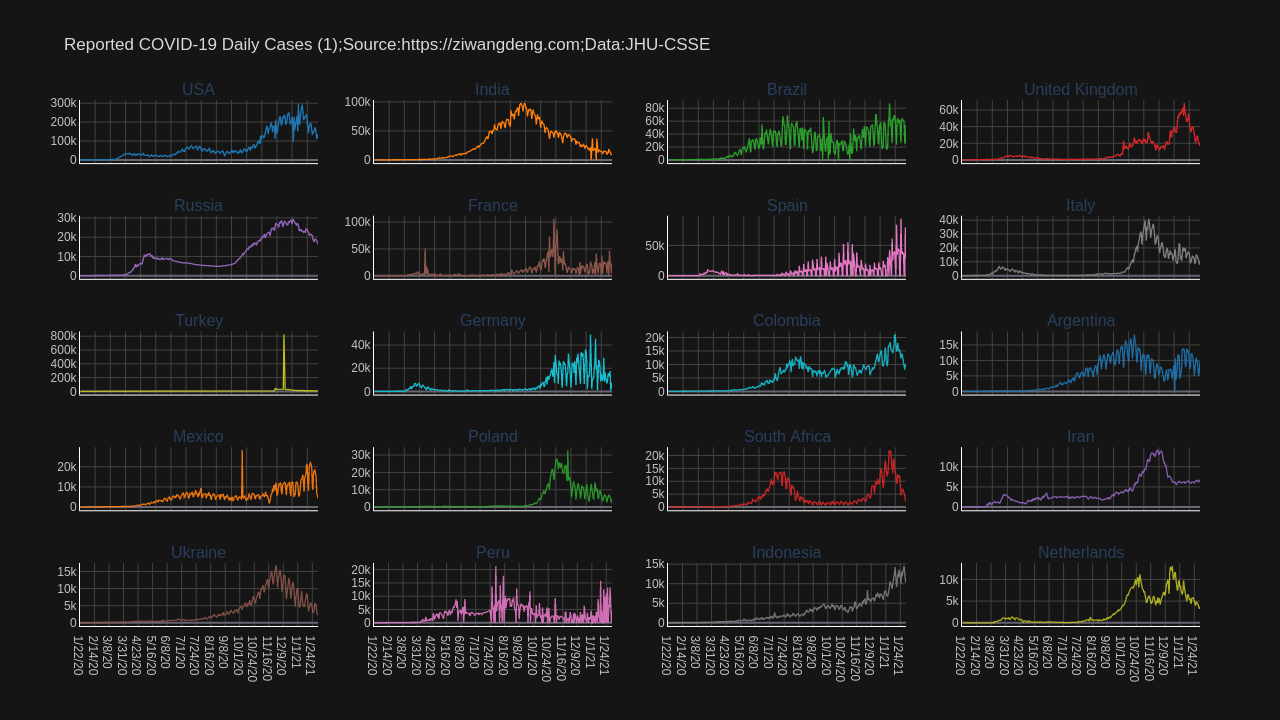 Reported COVID-19 Daily Cases (1);Source:https://ziwangdeng.com;Data:JHU-CSSE
USA India Brazil United Kingdom
300k 200k 100k 0
100k 50k 0
80k 60k 40k 20k 0
60k 40k 20k 0
Russia France Spain Italy
30k 20k 10k 0
100k 50k 0
50k 0
40k 30k 20k 10k 0
Turkey Germany Colombia Argentina
800k 600k 400k 200k 0
40k 20k 0
20k 15k 10k 5k 0
15k 10k 5k 0
Mexico Poland South Africa Iran
20k 10k 0
30k 20k 10k 0
20k 15k 10k 5k 0
10k 5k 0
Ukraine Peru Indonesia Netherlands
15k 10k 5k 0
20k 15k 10k 5k 0
15k 10k 5k 0
10k 5k 0
1/22/20 2/14/20 3/8/20 3/31/20 4/23/20 5/16/20 6/8/20 7/1/20 7/24/20 8/16/20 9/8/20 10/1/20 10/24/20 11/16/20 12/9/20 1/1/21 1/24/21
1/22/20 2/14/20 3/8/20 3/31/20 4/23/20 5/16/20 6/8/20 7/1/20 7/24/20 8/16/20 9/8/20 10/1/20 10/24/20 11/16/20 12/9/20 1/1/21 1/24/21
1/22/20 2/14/20 3/8/20 3/31/20 4/23/20 5/16/20 6/8/20 7/1/20 7/24/20 8/16/20 9/8/20 10/1/20 10/24/20 11/16/20 12/9/20 1/1/21 1/24/21
1/22/20 2/14/20 3/8/20 3/31/20 4/23/20 5/16/20 6/8/20 7/1/20 7/24/20 8/16/20 9/8/20 10/1/20 10/24/20 11/16/20 12/9/20 1/1/21 1/24/21